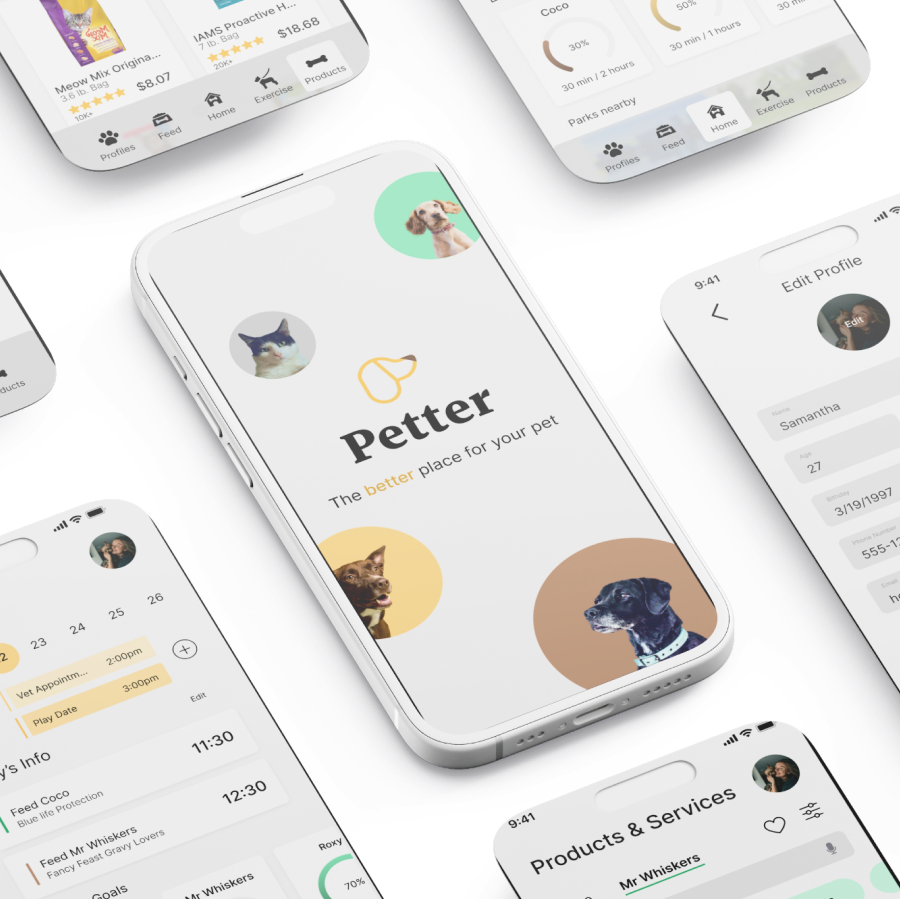 Meow Mix Origina...
3.6 lb. Bag
10K+
$8.07
IAMS Proactive H...
7 lb. Bag
20K+
$18.68
Profiles
Feed
Home
Exercise
Products
Coco
30%
30 min / 2 hours
50%
30 min / 1 hours
30 min
Parks nearby
Profiles
Feed
Home
Exercise
Products
Petter
The better place for your pet
9:41
Edit Profile
Edit
Name
Samantha
Age
27
Birthday
3/19/1997
Phone Number
555-12
Email
he
ducts
2
23
24
25
26
Vet Appointm...
2:00pm
Play Date
3:00pm
Edit
y's Info
Feed Coco
Blue life Protection
11:30
Feed Mr Whiskers
Fancy Feast Gravy Lovers
12:30
Goals
Mr Whiskers
Roxy
70%
9:41
Products & Services
Mr Whiskers